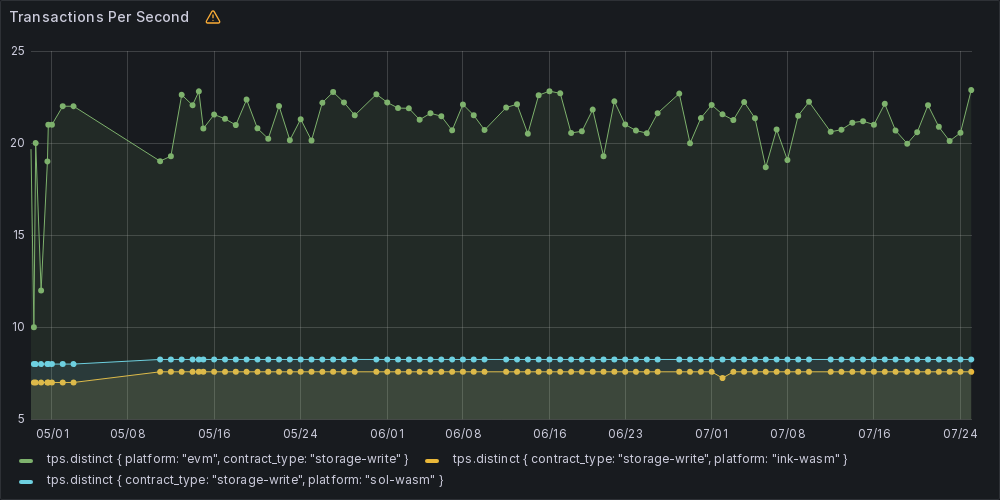 Transactions Per Second
25
20
15
10
5
05/01 05/08 05/16 05/24 06/01 06/08 06/16 06/23 07/01 07/08 07/16 07/24
tps.distinct { platform: "evm", contract_type: "storage-write" } tps.distinct { contract_type: "storage-write", platform: "ink-wasm" }
tps.distinct { contract_type: "storage-write", platform: "sol-wasm" }